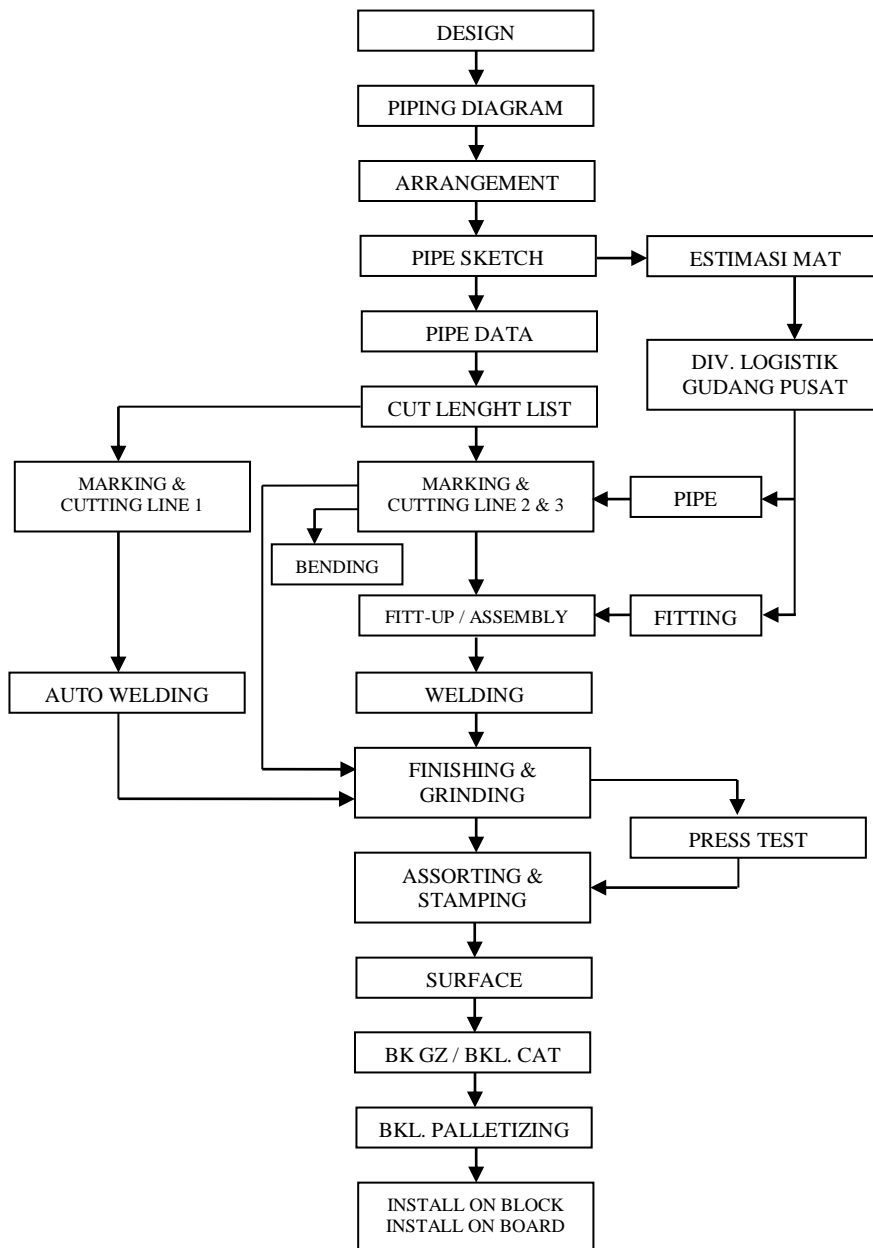 DESIGN
PIPING DIAGRAM
ARRANGEMENT
PIPE SKETCH
ESTIMASI MAT
PIPE DATA
DIV. LOGISTIK
GUDANG PUSAT
CUT LENGHT LIST
MARKING &
CUTTING LINE 1
MARKING &
CUTTING LINE 2 & 3
PIPE
BENDING
FITT-UP / ASSEMBLY
FITTING
AUTO WELDING
WELDING
FINISHING &
GRINDING
PRESS TEST
ASSORTING &
STAMPING
SURFACE
BK GZ / BKL. CAT
BKL. PALLETIZING
INSTALL ON BLOCK
INSTALL ON BOARD